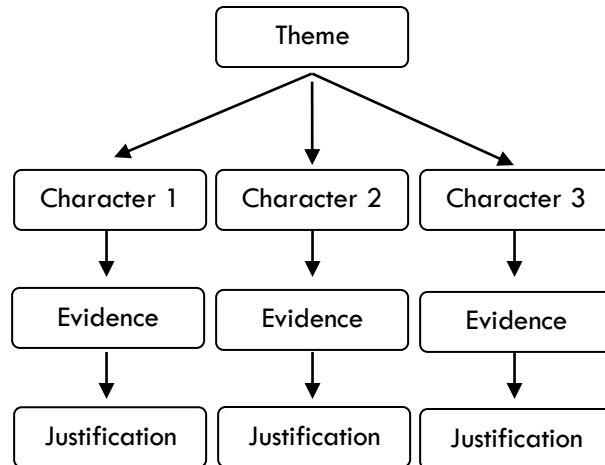 Theme
Character 1
Character 2
Character 3
Evidence
Evidence
Evidence
Justification
Justification
Justification